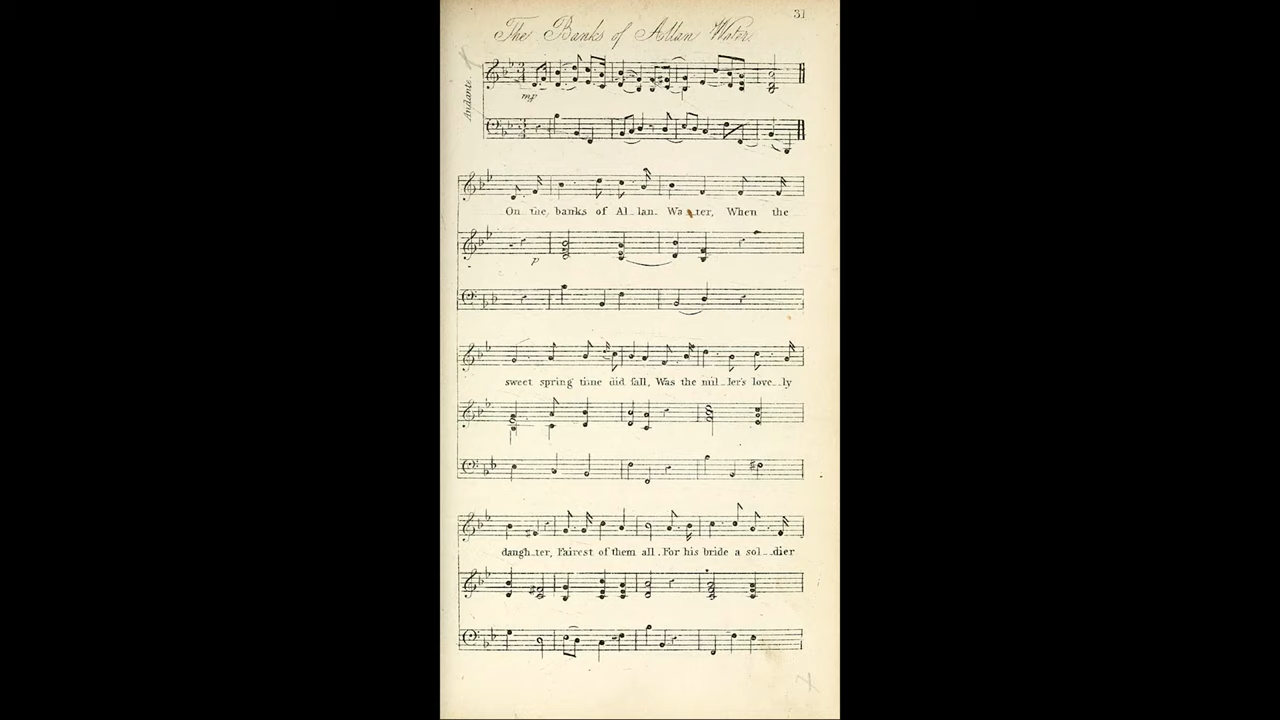 31
The Banks of Allan Water.
Andante.
mp
On the banks of Al_lan_ Wa_ter, When the
p
sweet spring time did fall, Was the mil_ler's love_ly
daugh_ter, Fairest of them all. For his bride a sol_dier